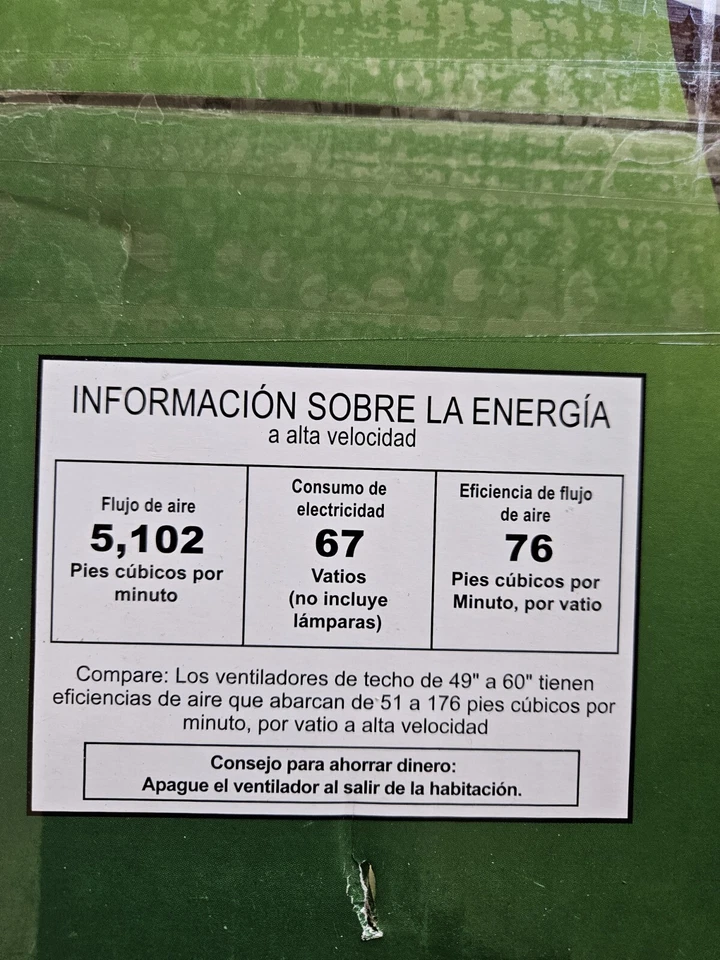 INFORMACIÓN SOBRE LA ENERGÍA
a alta velocidad
Flujo de aire
5,102
Pies cúbicos por
minuto
Consumo de
electricidad
67
Vatios
(no incluye
lámparas)
Eficiencia de flujo
de aire
76
Pies cúbicos por
Minuto, por vatio
Compare: Los ventiladores de techo de 49" a 60" tienen
eficiencias de aire que abarcan de 51 a 176 pies cúbicos por
minuto, por vatio a alta velocidad
Consejo para ahorrar dinero:
Apague el ventilador al salir de la habitación.